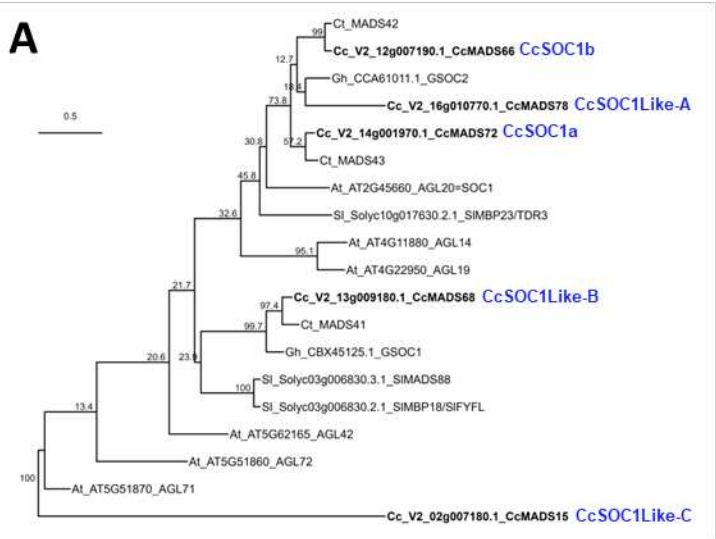 A
Ct_MADS42
99
Cc_V2_12g007190.1_CcMADS66 CcSOC1b
12.7
Gh_CCA61011.1_GSOC2
Cc_V2_16g010770.1_CcMADS78 CcSOC1Like-A
73.8
0.5
Cc_V2_14g001970.1_CcMADS72 CcSOC1a
57.2
30.8
Ct_MADS43
45.8
At_AT2G45660_AGL20=SOC1
32.6
Sl_Solyc10g017630.2.1_SlMBP23/TDR3
At_AT4G11880_AGL14
95.1
At_AT4G22950_AGL19
21.7
Cc_V2_13g009180.1_CcMADS68 CcSOC1Like-B
97.4
Ct_MADS41
99.7
Gh_CBX45125.1_GSOC1
20.6
23.9
Sl_Solyc03g006830.3.1_SlMADS88
100
Sl_Solyc03g006830.2.1_SlMBP18/SlFYFL
13.4
At_AT5G62165_AGL42
At_AT5G51860_AGL72
100
At_AT5G51870_AGL71
Cc_V2_02g007180.1_CcMADS15 CcSOC1Like-C